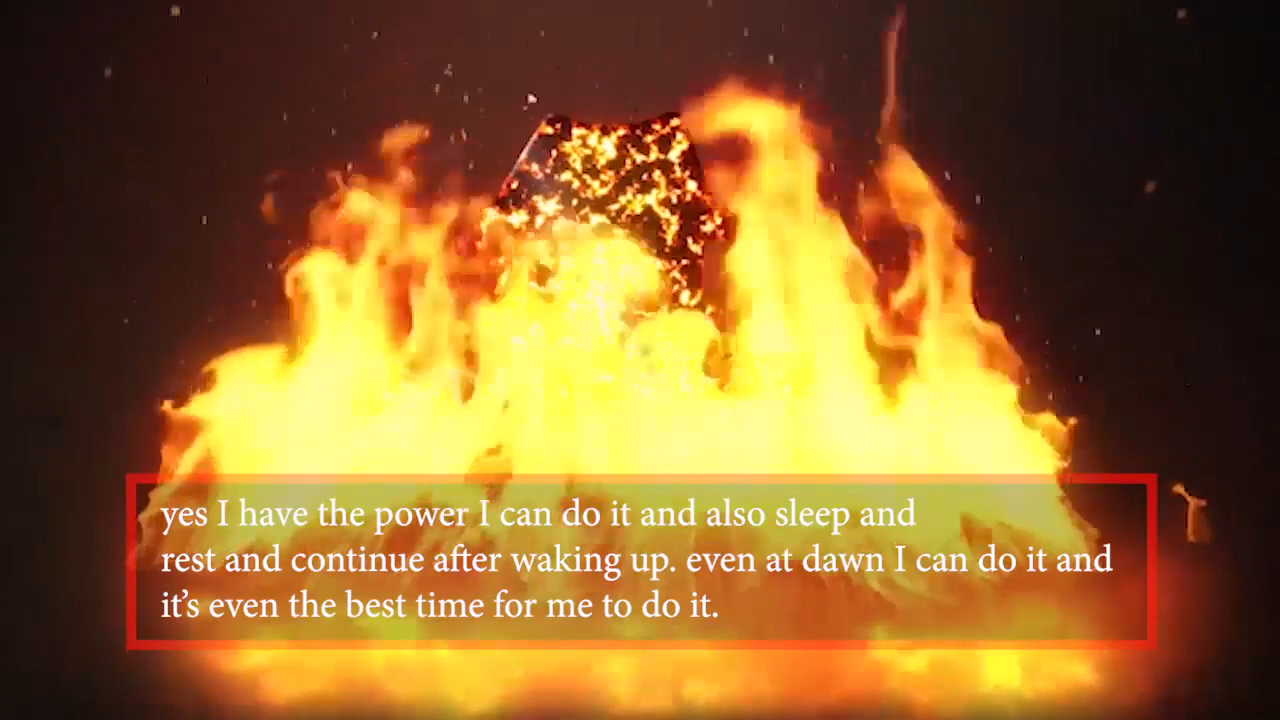 yes I have the power I can do it and also sleep and
rest and continue after waking up. even at dawn I can do it and
it’s even the best time for me to do it.